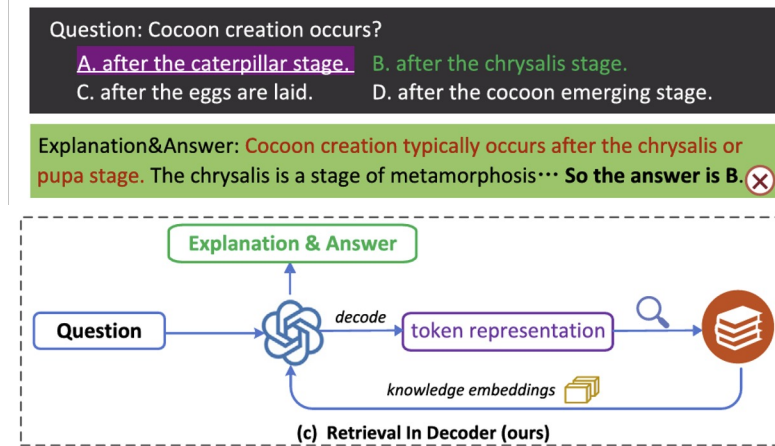 Question: Cocoon creation occurs?
A. after the caterpillar stage. B. after the chrysalis stage.
C. after the eggs are laid. D. after the cocoon emerging stage.
Explanation&Answer: Cocoon creation typically occurs after the chrysalis or
pupa stage. The chrysalis is a stage of metamorphosis··· So the answer is B.
Explanation & Answer
Question
decode
token representation
knowledge embeddings
(c) Retrieval In Decoder (ours)